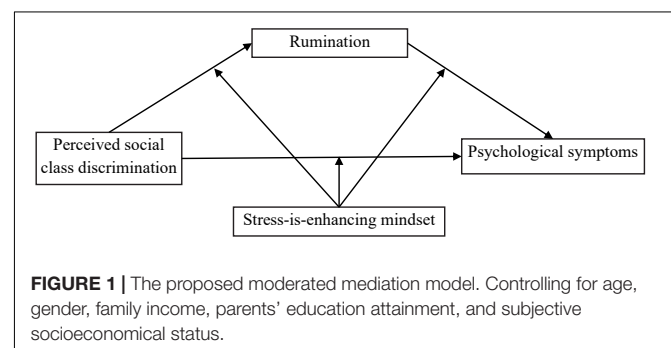 Rumination
Perceived social
class discrimination
Psychological symptoms
Stress-is-enhancing mindset
FIGURE 1 | The proposed moderated mediation model. Controlling for age,
gender, family income, parents’ education attainment, and subjective
socioeconomical status.